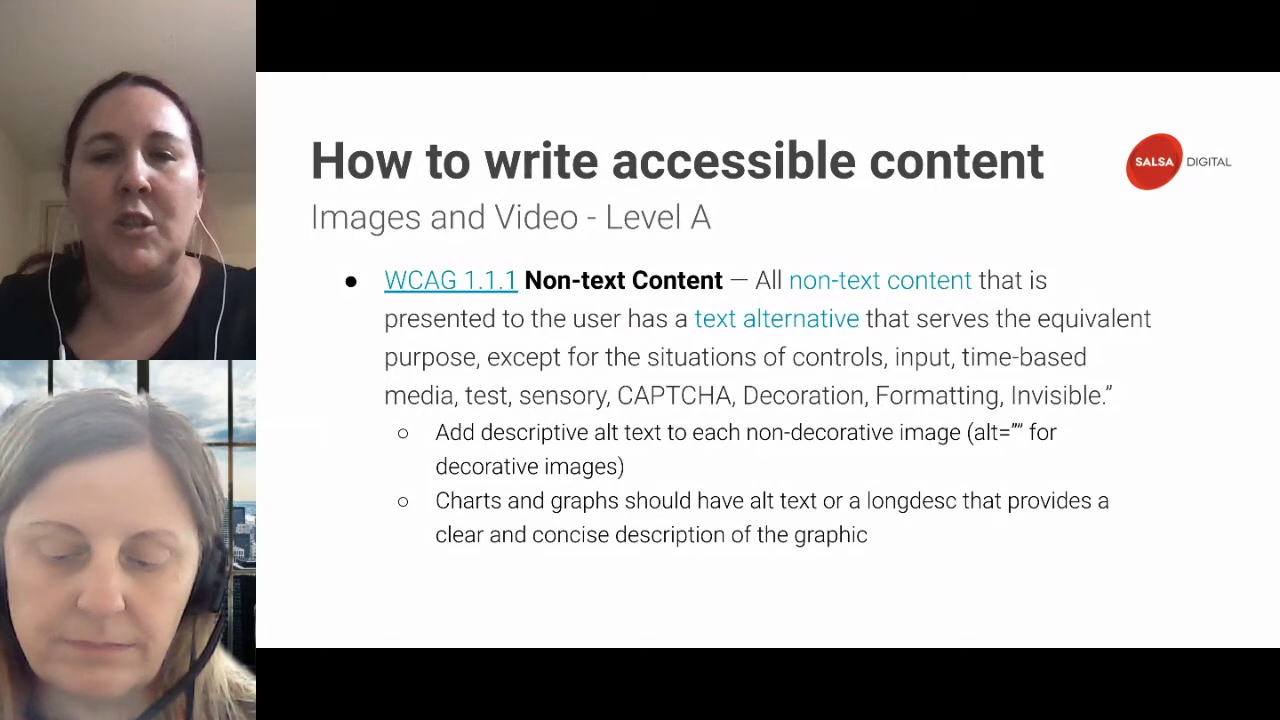 How to write accessible content
SALSA DIGITAL
Images and Video - Level A
● WCAG 1.1.1 Non-text Content — All non-text content that is
presented to the user has a text alternative that serves the equivalent
purpose, except for the situations of controls, input, time-based
media, test, sensory, CAPTCHA, Decoration, Formatting, Invisible.”
○ Add descriptive alt text to each non-decorative image (alt=”” for
decorative images)
○ Charts and graphs should have alt text or a longdesc that provides a
clear and concise description of the graphic